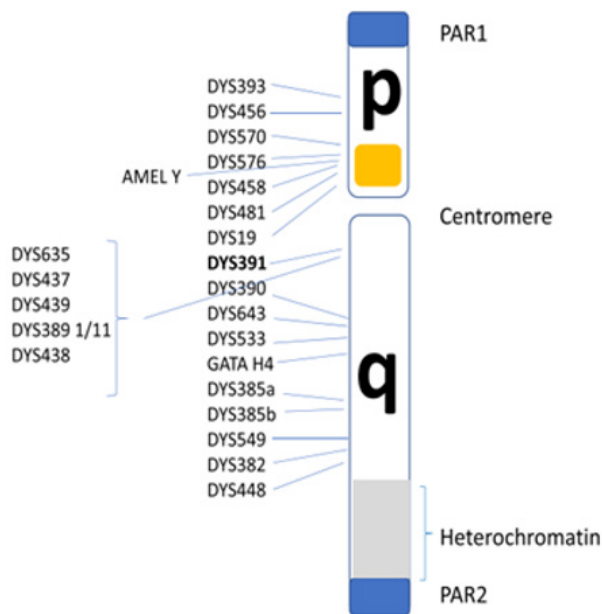 PAR1
p
DYS393
DYS456
DYS570
DYS576
AMEL Y
DYS458
DYS481
DYS19
Centromere
DYS391
DYS635
DYS437
DYS439
DYS389 1/11
DYS438
DYS390
DYS643
DYS533
GATA H4
q
DYS385a
DYS385b
DYS549
DYS382
DYS448
Heterochromatin
PAR2